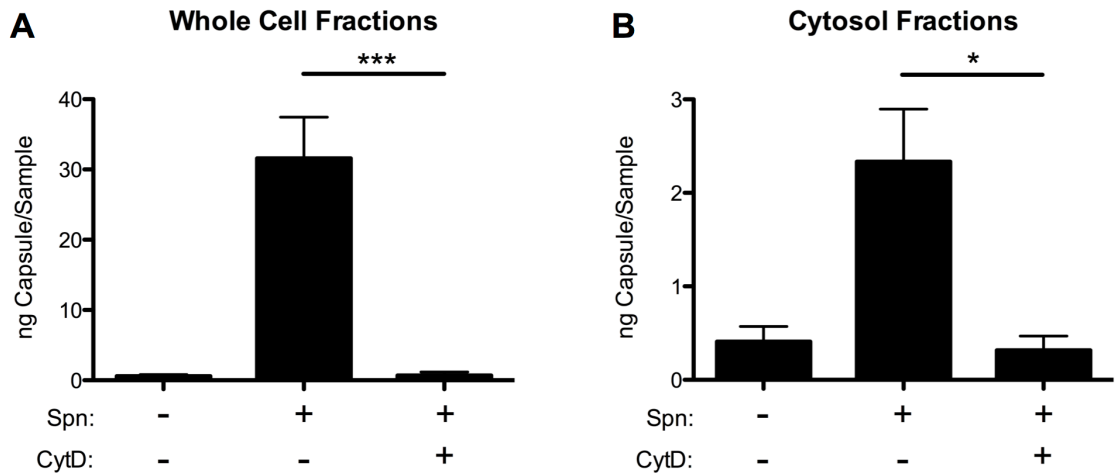 A
Whole Cell Fractions
***
ng Capsule/Sample
40
30
20
10
0
Spn: - + +
CytD: - - +
B
Cytosol Fractions
*
ng Capsule/Sample
3
2
1
0
- + +
CytD: - - +